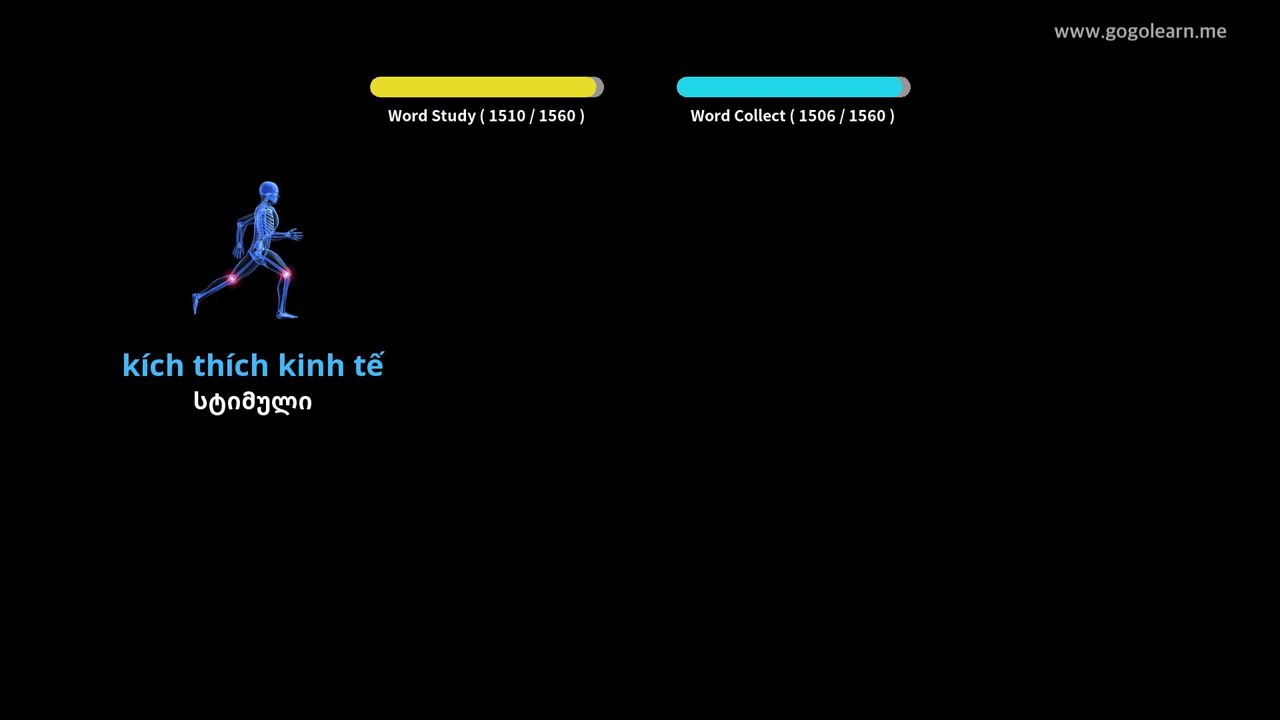 www.gogolearn.me
Word Study ( 1510 / 1560 )
Word Collect ( 1506 / 1560 )
kích thích kinh tế
სტიმული